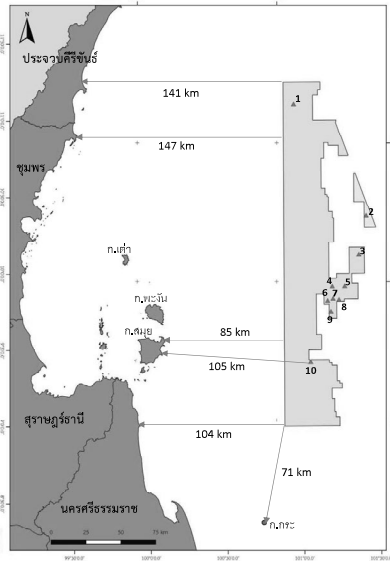 N
ประจวบคีรีขันธ์
141 km
1
147 km
ชุมพร
2
ก.เต่า
3
4
5
ก.พะงัน
6
7
8
9
ก.สมุย
85 km
105 km
10
สุราษฎร์ธานี
104 km
71 km
นครศรีธรรมราช
ก.กระ
0 25 50 75 km